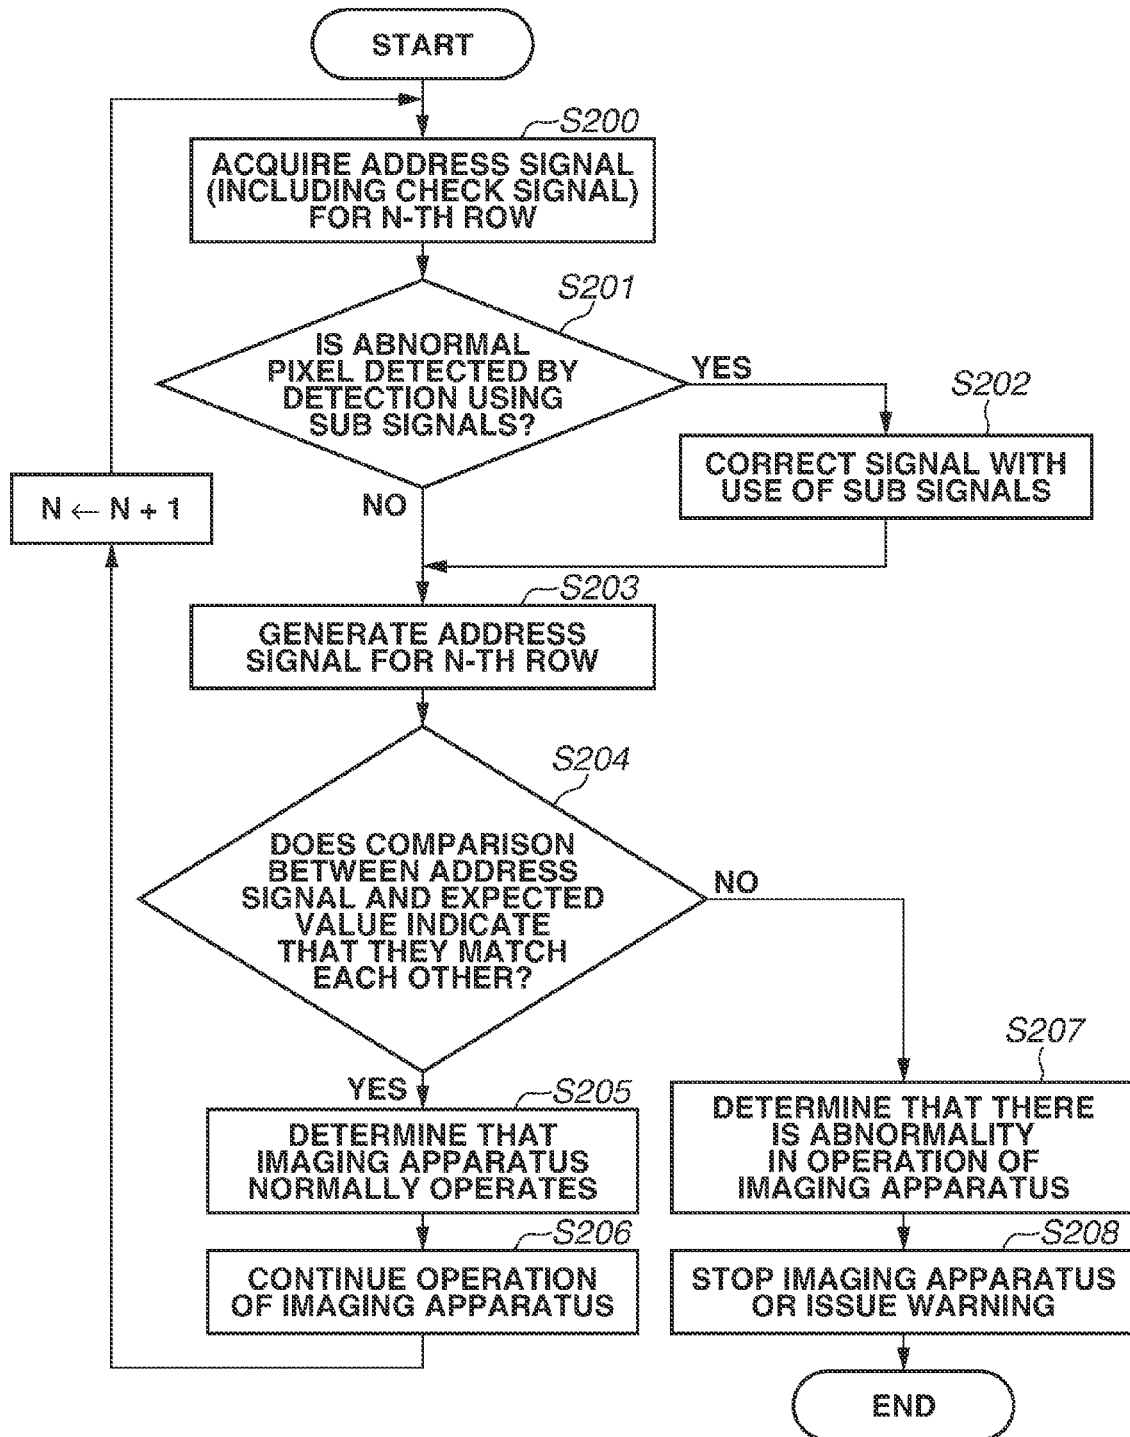 START
S200
ACQUIRE ADDRESS SIGNAL
(INCLUDING CHECK SIGNAL)
FOR N-TH ROW
S201
IS ABNORMAL
PIXEL DETECTED BY
DETECTION USING
SUB SIGNALS?
YES
S202
CORRECT SIGNAL WITH
USE OF SUB SIGNALS
N ← N + 1
NO
S203
GENERATE ADDRESS
SIGNAL FOR N-TH ROW
S204
DOES COMPARISON
BETWEEN ADDRESS
SIGNAL AND EXPECTED
VALUE INDICATE
THAT THEY MATCH
EACH OTHER?
NO
YES
S205
DETERMINE THAT
IMAGING APPARATUS
NORMALLY OPERATES
S206
CONTINUE OPERATION
OF IMAGING APPARATUS
S207
DETERMINE THAT THERE
IS ABNORMALITY
IN OPERATION OF
IMAGING APPARATUS
S208
STOP IMAGING APPARATUS
OR ISSUE WARNING
END